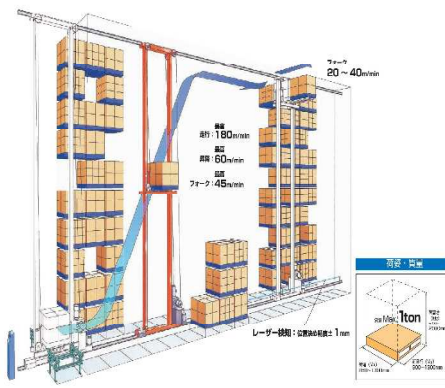 フォーク
20 ～ 40m/min
最高
走行：180m/min
最高
昇降：60m/min
最高
フォーク：45m/min
レーザー検知：位置決め精度±1mm
荷姿・質量
Max.1ton